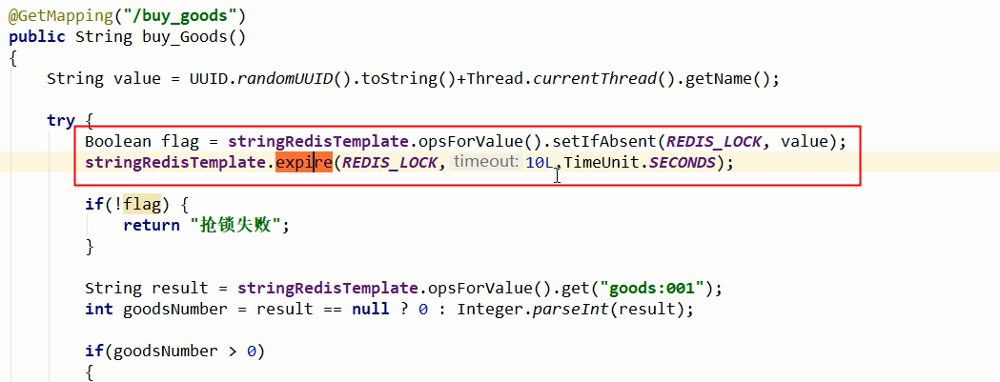 @GetMapping("/buy_goods")
public String buy_Goods()
{
String value = UUID.randomUUID().toString()+Thread.currentThread().getName();
try {
Boolean flag = stringRedisTemplate.opsForValue().setIfAbsent(REDIS_LOCK, value);
stringRedisTemplate.expire(REDIS_LOCK, timeout: 10L,TimeUnit.SECONDS);
if(!flag) {
return "抢锁失败";
}
String result = stringRedisTemplate.opsForValue().get("goods:001");
int goodsNumber = result == null ? 0 : Integer.parseInt(result);
if(goodsNumber > 0)
{